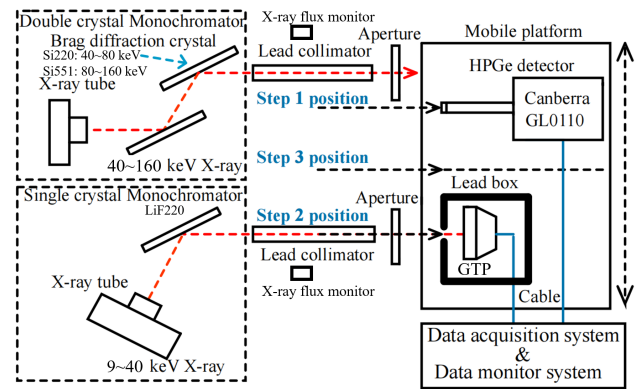 Double crystal Monochromator
Brag diffraction crystal
Si220: 40~80 keV
Si551: 80~160 keV
X-ray tube
40~160 keV X-ray
X-ray flux monitor
Lead collimator
Aperture
Mobile platform
HPGe detector
Canberra
GL0110
Step 1 position
Step 3 position
Single crystal Monochromator
LiF220
X-ray tube
9~40 keV X-ray
Step 2 position
Lead collimator
X-ray flux monitor
Aperture
Lead box
GTP
Cable
Data acquisition system
&
Data monitor system